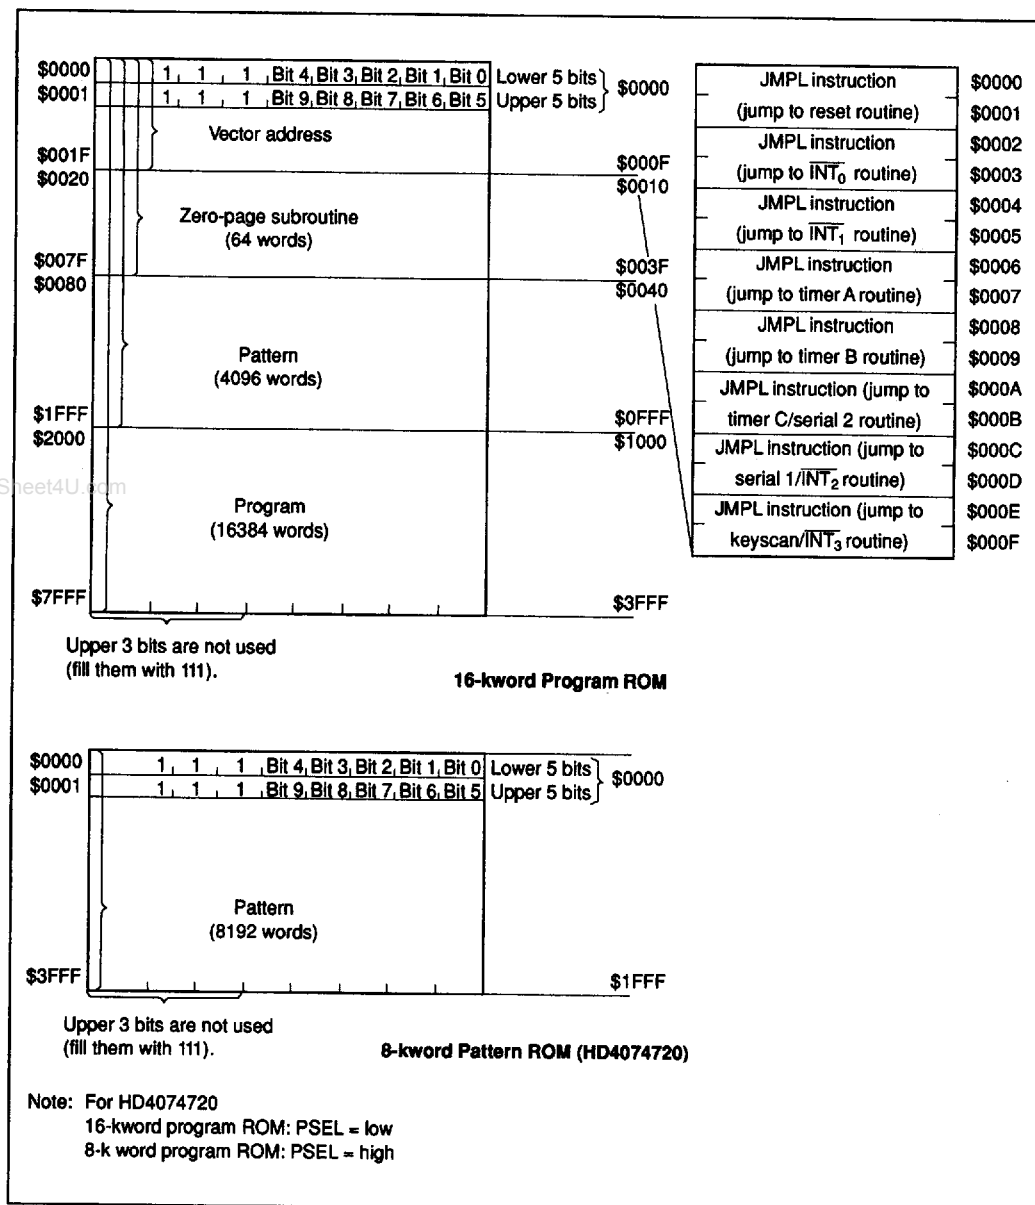 $0000 1 1 1 Bit 4 Bit 3 Bit 2 Bit 1 Bit 0 Lower 5 bits $0000
$0001 1 1 1 Bit 9 Bit 8 Bit 7 Bit 6 Bit 5 Upper 5 bits
Vector address
$001F $000F
$0020 $0010
Zero-page subroutine
(64 words)
$007F $003F
$0080 $0040
Pattern
(4096 words)
$1FFF $0FFF
$2000 $1000
Program
(16384 words)
$7FFF $3FFF
Upper 3 bits are not used
(fill them with 111).
16-kword Program ROM
JMPL instruction $0000
(jump to reset routine) $0001
JMPL instruction $0002
(jump to INT0 routine) $0003
JMPL instruction $0004
(jump to INT1 routine) $0005
JMPL instruction $0006
(jump to timer A routine) $0007
JMPL instruction $0008
(jump to timer B routine) $0009
JMPL instruction (jump to $000A
timer C/serial 2 routine) $000B
JMPL instruction (jump to $000C
serial 1/INT2 routine) $000D
JMPL instruction (jump to $000E
keyscan/INT3 routine) $000F
Sheet4U.com
$0000 1 1 1 Bit 4 Bit 3 Bit 2 Bit 1 Bit 0 Lower 5 bits $0000
$0001 1 1 1 Bit 9 Bit 8 Bit 7 Bit 6 Bit 5 Upper 5 bits
Pattern
(8192 words)
$3FFF $1FFF
Upper 3 bits are not used
(fill them with 111).
8-kword Pattern ROM (HD4074720)
Note: For HD4074720
16-kword program ROM: PSEL = low
8-k word program ROM: PSEL = high